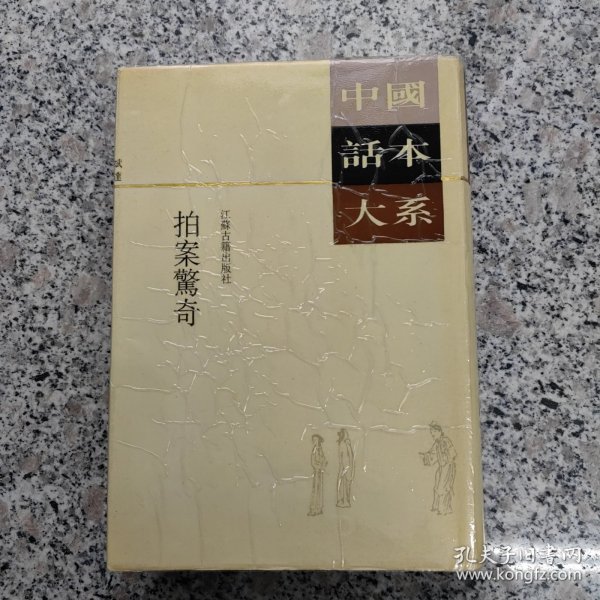 中國
話本
大系
江蘇古籍出版社
拍案驚奇
孔夫子旧书网
www.kongfz.com